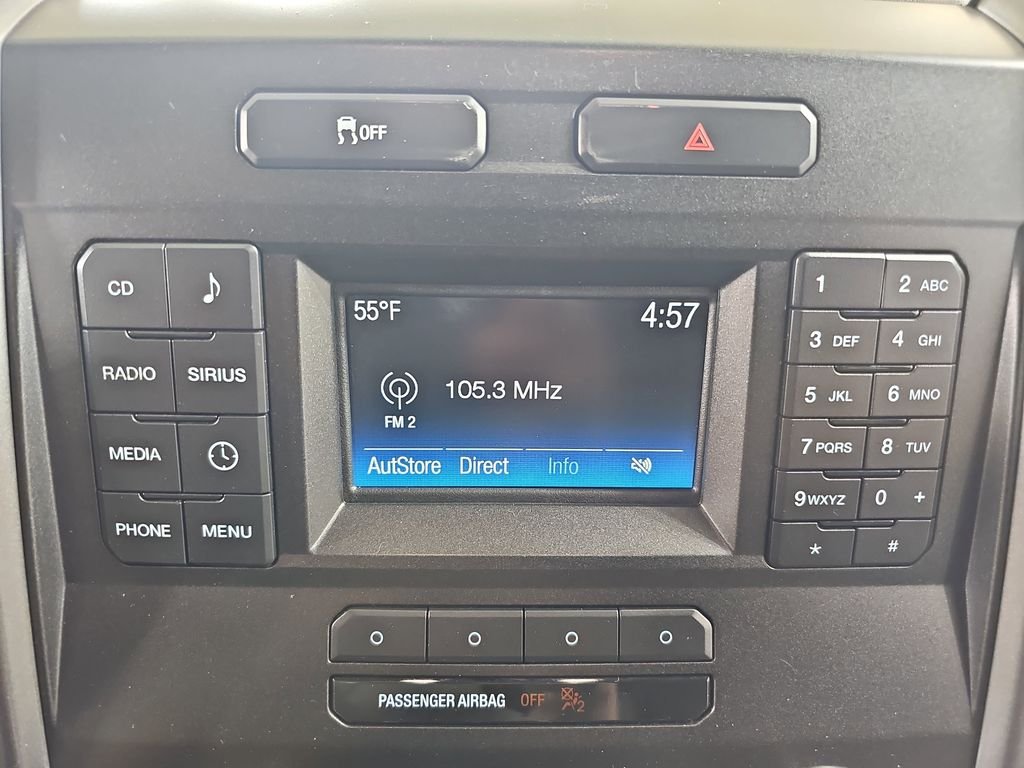 OFF
CD
RADIO SIRIUS
MEDIA
PHONE MENU
55°F 4:57
105.3 MHz
FM 2
AutStore Direct Info
1 2 ABC
3 DEF 4 GHI
5 JKL 6 MNO
7 PQRS 8 TUV
9 WXYZ 0 +
* #
PASSENGER AIRBAG OFF 2